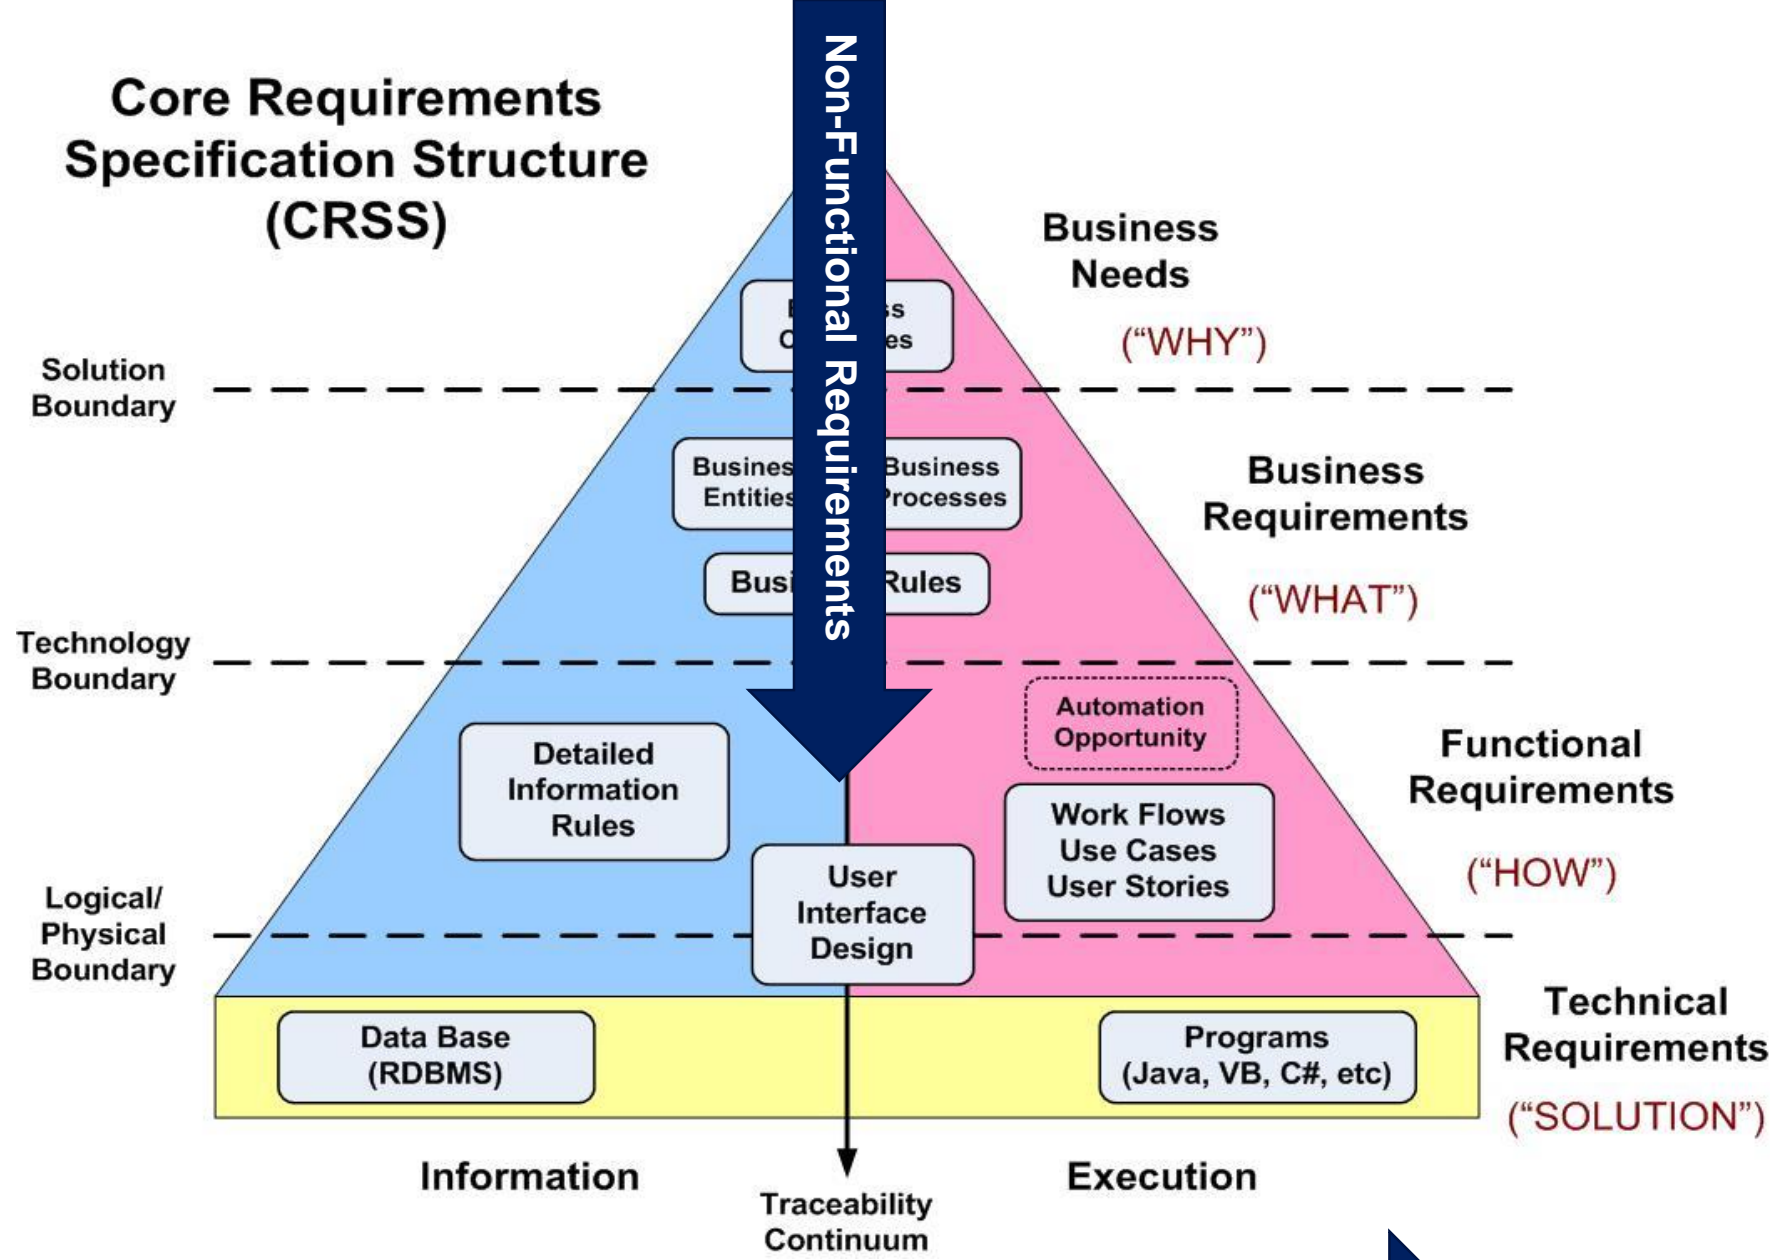 Core Requirements
Specification Structure
(CRSS)
Non-Functional Requirements
Business
Needs
(“WHY”)
Solution
Boundary
Business
Requirements
(“WHAT”)
Entities
Business
Rules
Technology
Boundary
Automation
Opportunity
Detailed
Information
Rules
Work Flows
Use Cases
User Stories
Functional
Requirements
(“HOW”)
User
Interface
Design
Logical/
Physical
Boundary
Data Base
(RDBMS)
Programs
(Java, VB, C#, etc)
Technical
Requirements
(“SOLUTION”)
Information
Execution
Traceability
Continuum